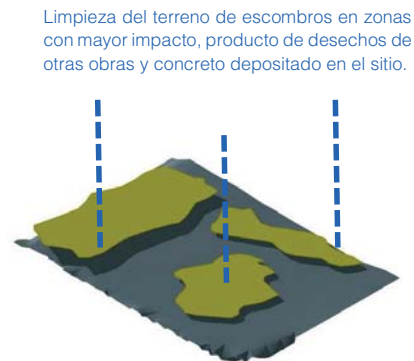 Limpieza del terreno de escombros en zonas
con mayor impacto, producto de desechos de
otras obras y concreto depositado en el sitio.